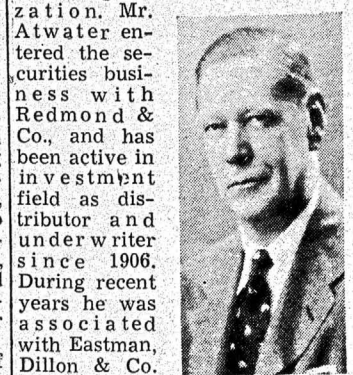 zation. Mr.
Atwater en-
tered the se-
curities busi-
ness with
Redmond &
Co., and has
been active in
investment
field as dis-
tributor and
underwriter
since 1906.
During recent
years he was
associated
with Eastman,
Dillon & Co.